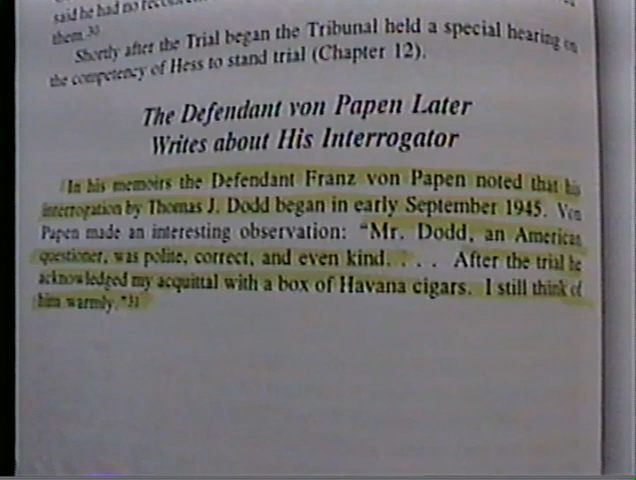 said he had no
them.30
Shortly after the Trial began the Tribunal held a special hearing on
the competency of Hess to stand trial (Chapter 12).
The Defendant von Papen Later
Writes about His Interrogator
In his memoirs the Defendant Franz von Papen noted that his
interrogation by Thomas J. Dodd began in early September 1945. Von
Papen made an interesting observation: "Mr. Dodd, an American
questioner, was polite, correct, and even kind. . . . After the trial he
acknowledged my acquittal with a box of Havana cigars. I still think of
him warmly."31